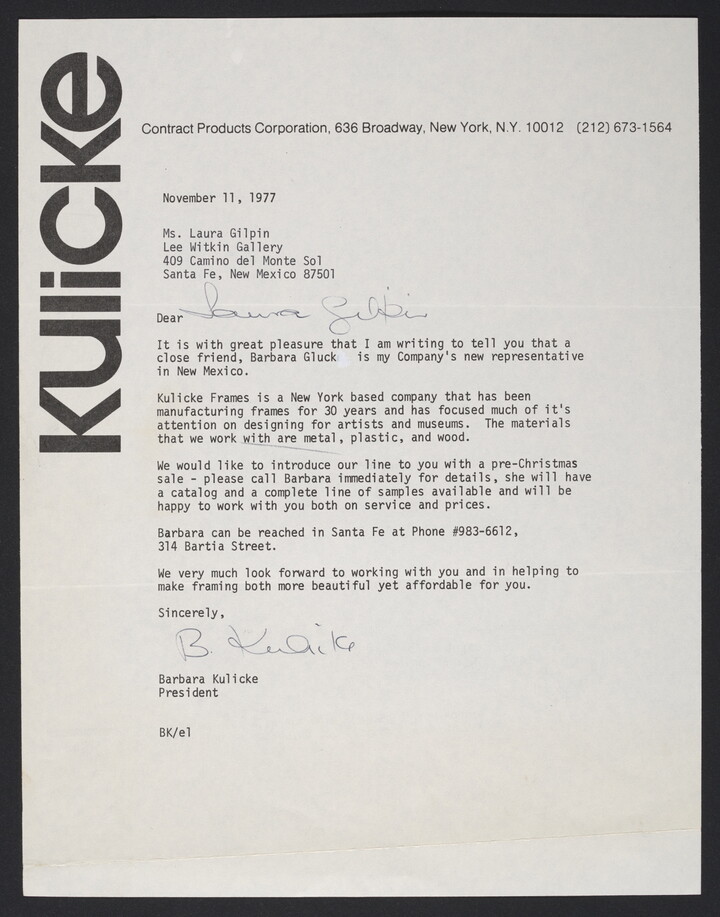 Kulicke
Contract Products Corporation, 636 Broadway, New York, N.Y. 10012 (212) 673-1564
November 11, 1977
Ms. Laura Gilpin
Lee Witkin Gallery
409 Camino del Monte Sol
Santa Fe, New Mexico 87501
Dear Laura Gilpin
It is with great pleasure that I am writing to tell you that a
close friend, Barbara Gluck is my Company's new representative
in New Mexico.
Kulicke Frames is a New York based company that has been
manufacturing frames for 30 years and has focused much of it's
attention on designing for artists and museums. The materials
that we work with are metal, plastic, and wood.
We would like to introduce our line to you with a pre-Christmas
sale - please call Barbara immediately for details, she will have
a catalog and a complete line of samples available and will be
happy to work with you both on service and prices.
Barbara can be reached in Santa Fe at Phone #983-6612,
314 Bartia Street.
We very much look forward to working with you and in helping to
make framing both more beautiful yet affordable for you.
Sincerely,
B. Kulicke
Barbara Kulicke
President
BK/el